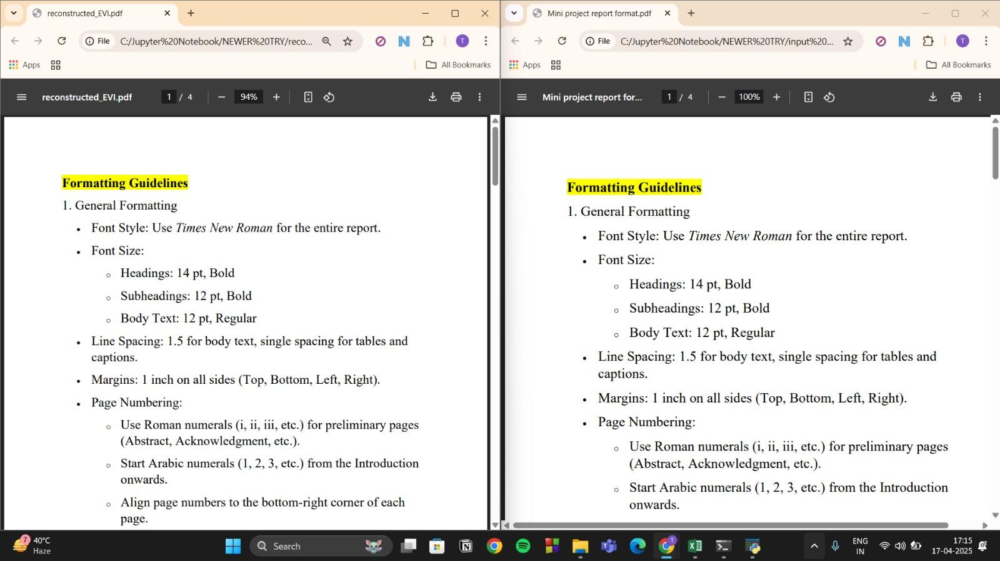 reconstructed_EVI.pdf
File
C:/Jupyter%20Notebook/NEWER%20TRY/reco...
T
Apps
All Bookmarks
reconstructed_EVI.pdf
1 / 4
94%
Formatting Guidelines
1. General Formatting
• Font Style: Use Times New Roman for the entire report.
• Font Size:
○ Headings: 14 pt, Bold
○ Subheadings: 12 pt, Bold
○ Body Text: 12 pt, Regular
• Line Spacing: 1.5 for body text, single spacing for tables and
captions.
• Margins: 1 inch on all sides (Top, Bottom, Left, Right).
• Page Numbering:
○ Use Roman numerals (i, ii, iii, etc.) for preliminary pages
(Abstract, Acknowledgment, etc.).
○ Start Arabic numerals (1, 2, 3, etc.) from the Introduction
onwards.
○ Align page numbers to the bottom-right corner of each
page.
Mini project report format.pdf
File
C:/Jupyter%20Notebook/NEWER%20TRY/input%20...
T
Apps
All Bookmarks
Mini project report for...
1 / 4
100%
Formatting Guidelines
1. General Formatting
• Font Style: Use Times New Roman for the entire report.
• Font Size:
○ Headings: 14 pt, Bold
○ Subheadings: 12 pt, Bold
○ Body Text: 12 pt, Regular
• Line Spacing: 1.5 for body text, single spacing for tables and
captions.
• Margins: 1 inch on all sides (Top, Bottom, Left, Right).
• Page Numbering:
○ Use Roman numerals (i, ii, iii, etc.) for preliminary pages
(Abstract, Acknowledgment, etc.).
○ Start Arabic numerals (1, 2, 3, etc.) from the Introduction
onwards.
7
40°C
Haze
Search
T
ENG
IN
17:15
17-04-2025